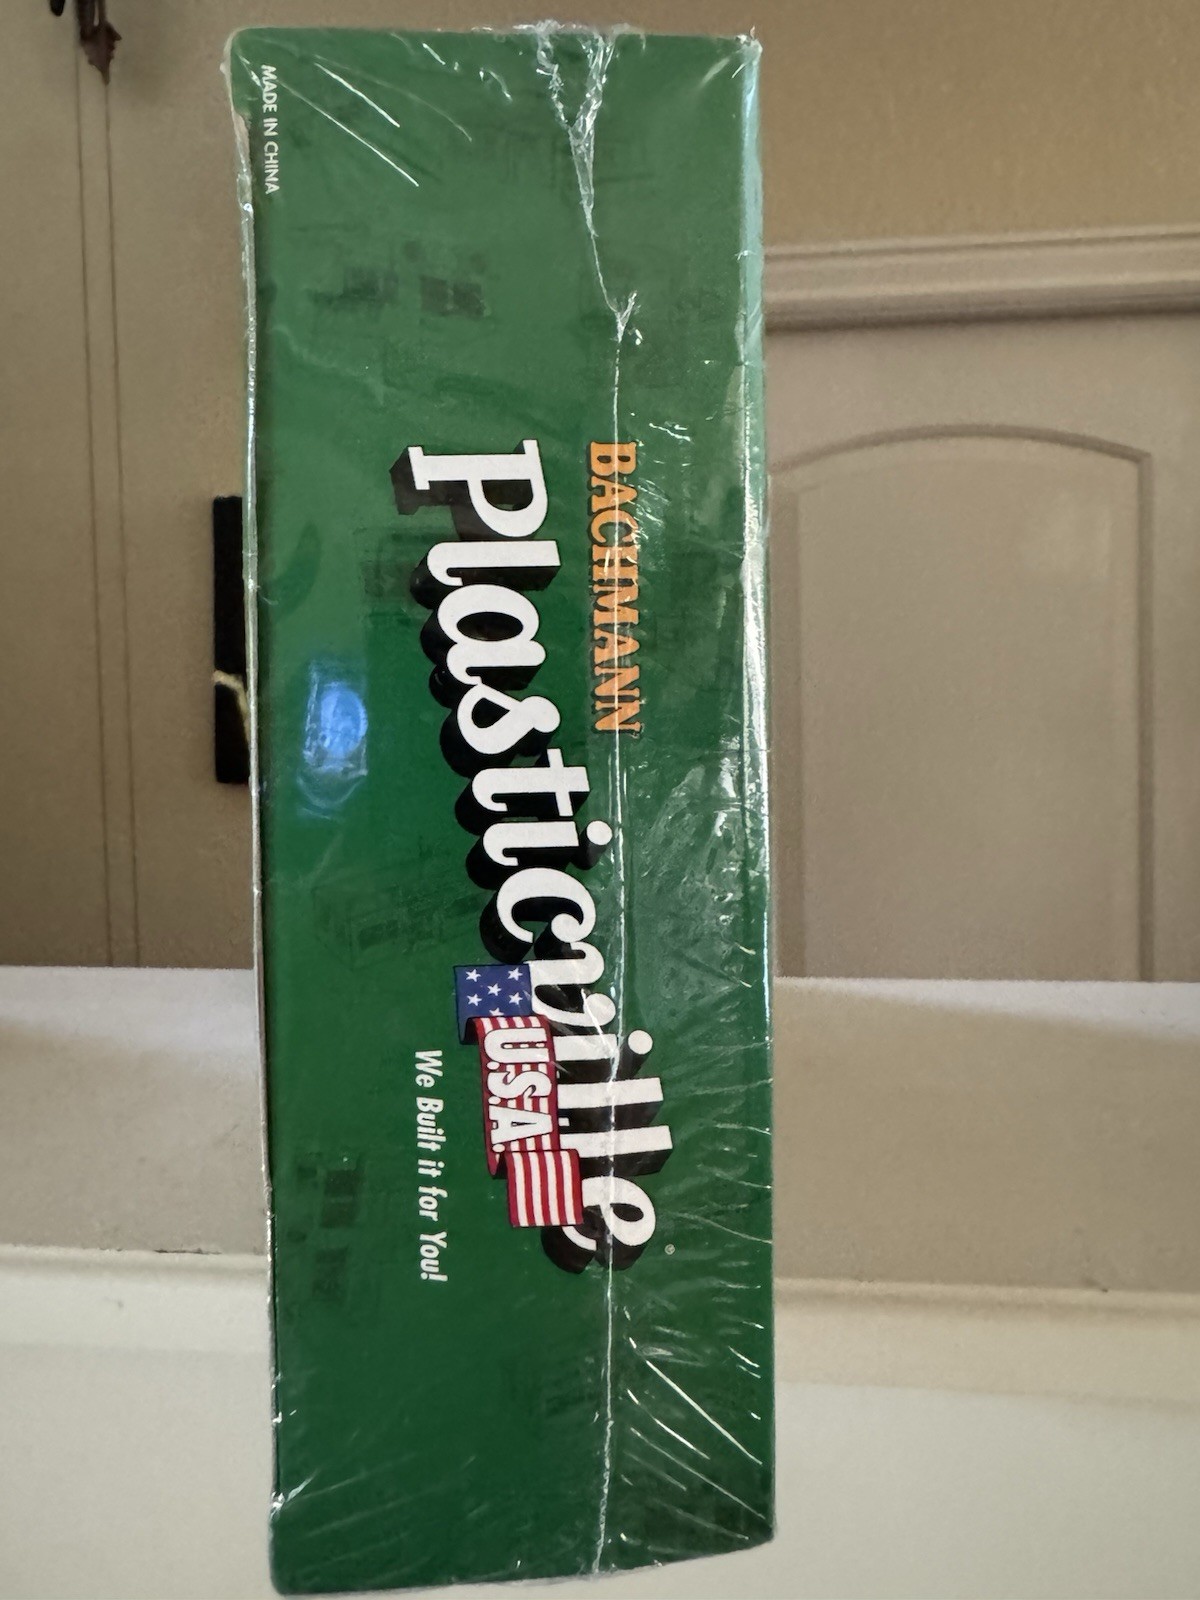 BACHMANN
Plasticville®
U.S.A.
We Built it for You!
MADE IN CHINA